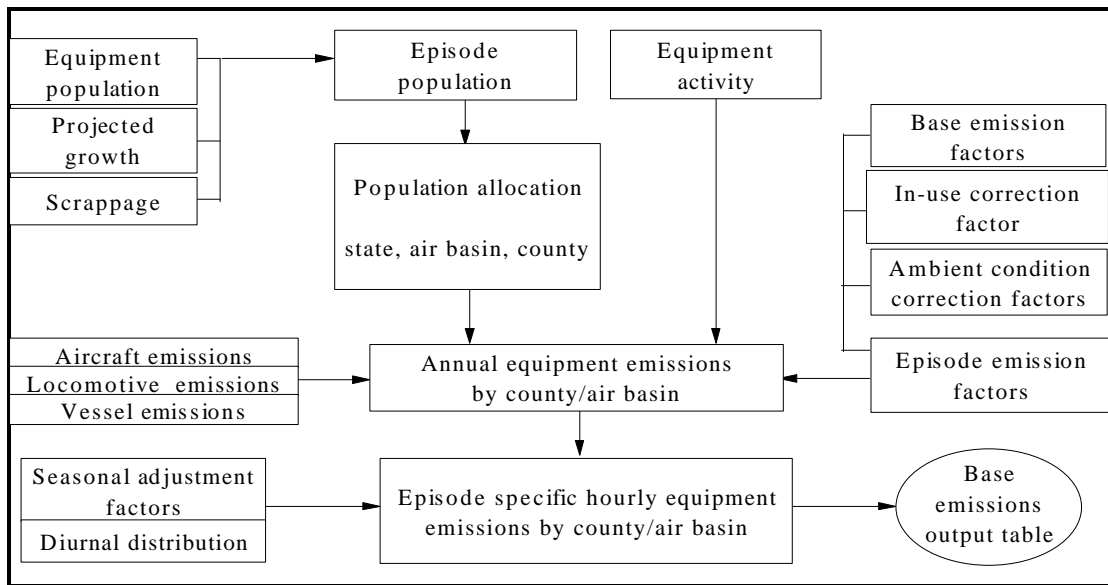 Equipment
population
Projected
growth
Scrappage
Episode
population
Equipment
activity
Population allocation
state, air basin, county
Base emission
factors
In-use correction
factor
Ambient condition
correction factors
Episode emission
factors
Aircraft emissions
Locomotive emissions
Vessel emissions
Annual equipment emissions
by county/air basin
Seasonal adjustment
factors
Diurnal distribution
Episode specific hourly equipment
emissions by county/air basin
Base
emissions
output table